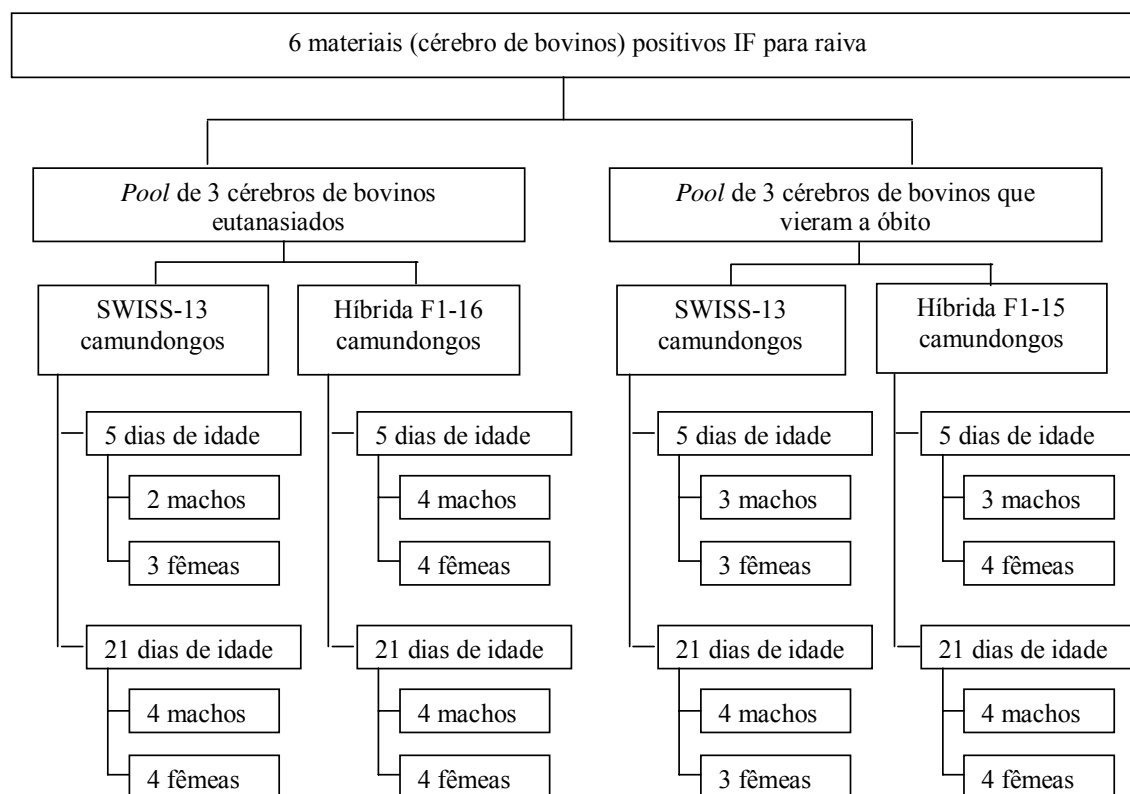 6 materiais (cérebro de bovinos) positivos IF para raiva
Pool de 3 cérebros de bovinos
eutanasiados
Pool de 3 cérebros de bovinos que
vieram a óbito
SWISS-13
camundongos
Híbrida F1-16
camundongos
SWISS-13
camundongos
Híbrida F1-15
camundongos
5 dias de idade
5 dias de idade
5 dias de idade
5 dias de idade
2 machos
4 machos
3 machos
3 machos
3 fêmeas
4 fêmeas
3 fêmeas
4 fêmeas
21 dias de idade
21 dias de idade
21 dias de idade
21 dias de idade
4 machos
4 machos
4 machos
4 machos
4 fêmeas
4 fêmeas
3 fêmeas
4 fêmeas